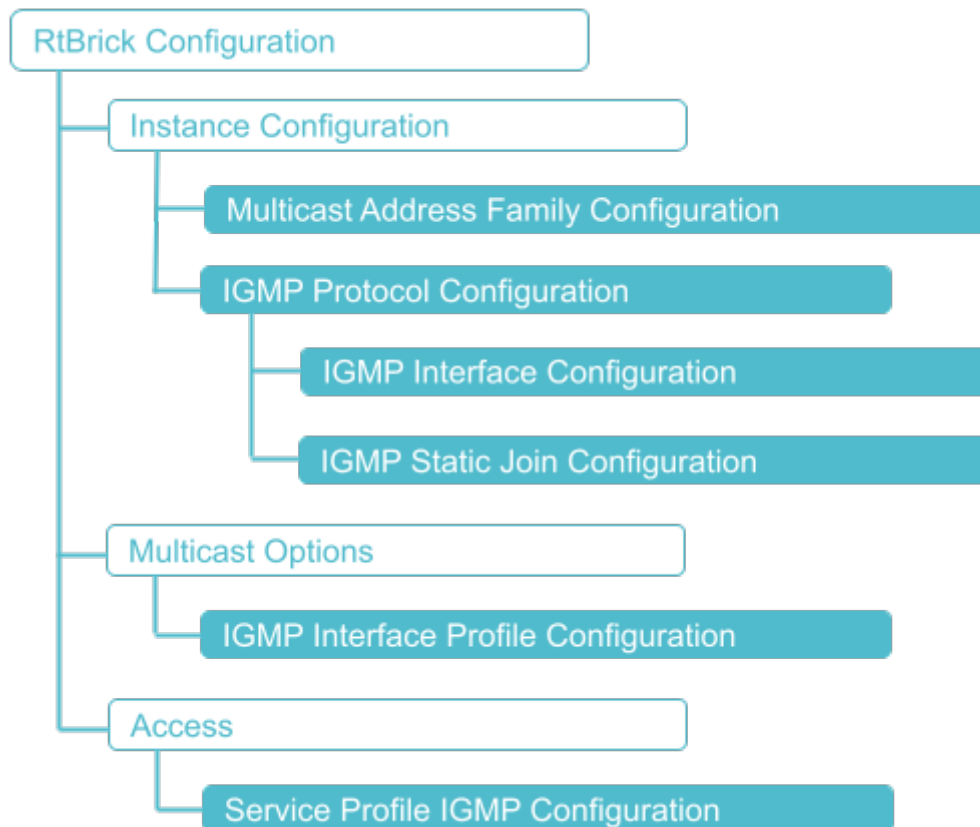 RtBrick Configuration
Instance Configuration
Multicast Address Family Configuration
IGMP Protocol Configuration
IGMP Interface Configuration
IGMP Static Join Configuration
Multicast Options
IGMP Interface Profile Configuration
Access
Service Profile IGMP Configuration